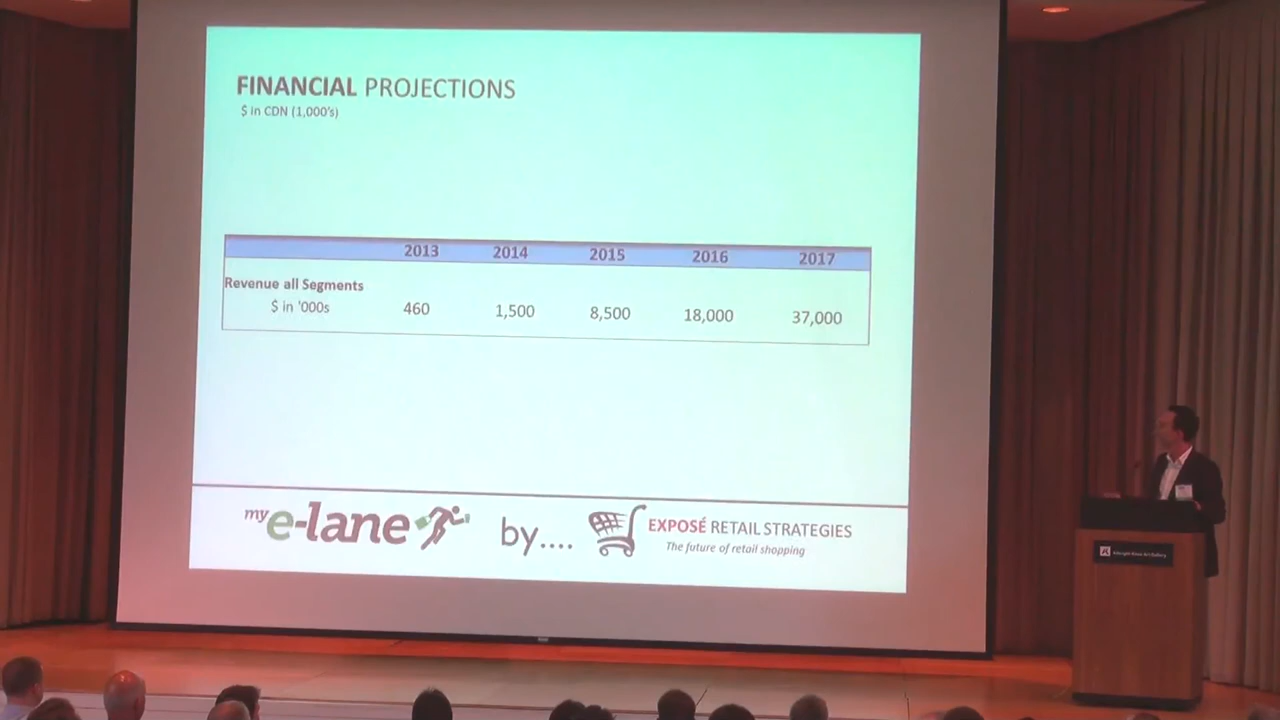 FINANCIAL PROJECTIONS
$ in CDN (1,000's)
2013 2014 2015 2016 2017
Revenue all Segments
$ in '000s 460 1,500 8,500 18,000 37,000
my e-lane by.... EXPOSÉ RETAIL STRATEGIES
The future of retail shopping